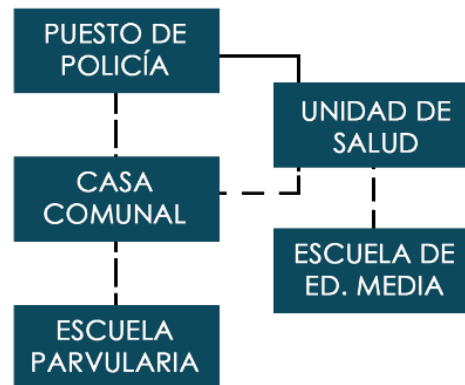 PUESTO DE
POLICÍA
UNIDAD DE
SALUD
CASA
COMUNAL
ESCUELA DE
ED. MEDIA
ESCUELA
PARVULARIA